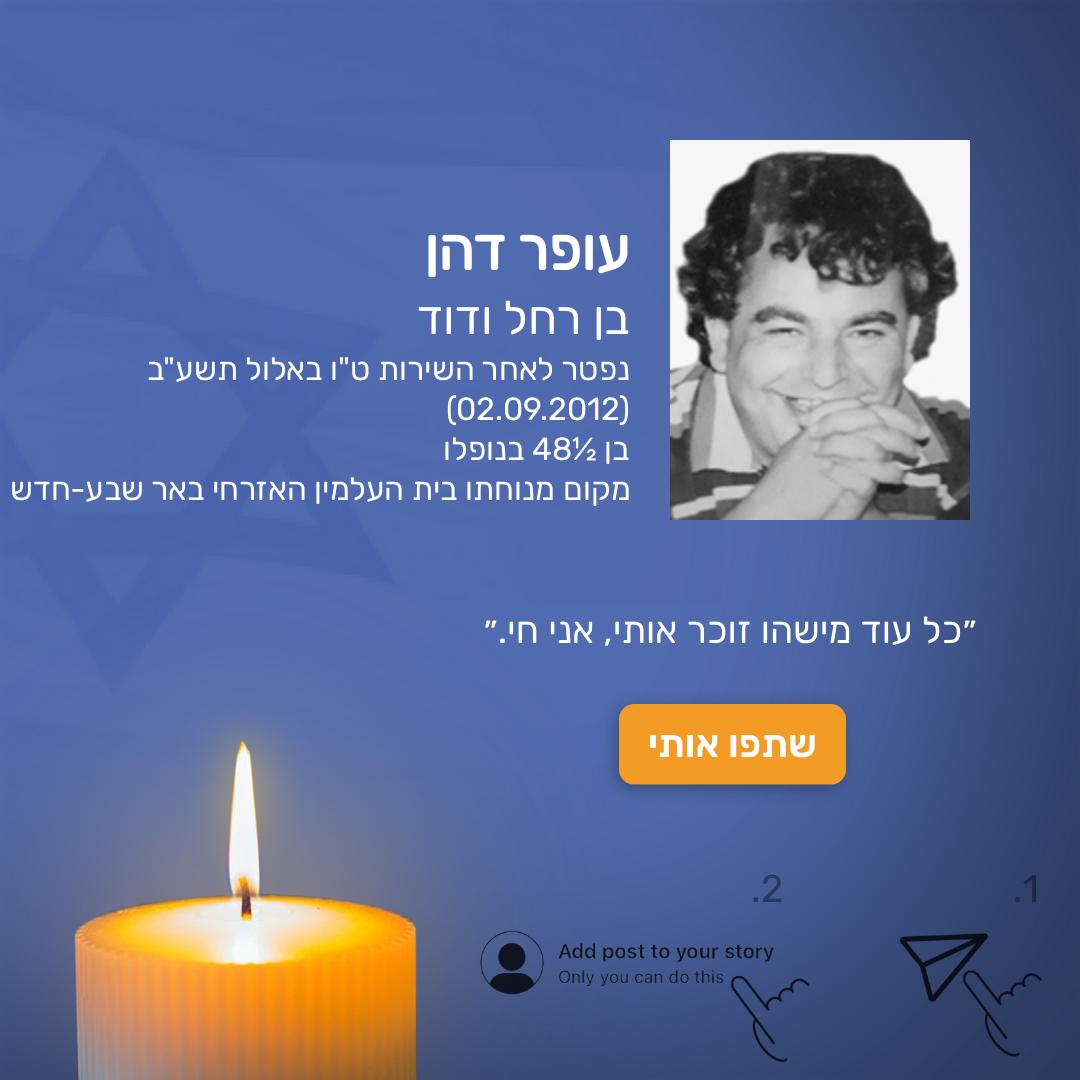 עופר דהן
בן רחל ודוד
נפטר לאחר השירות ט"ו באלול תשע"ב
(02.09.2012)
בן 48½ בנופלו
מקום מנוחתו בית העלמין האזרחי באר שבע-חדש
״כל עוד מישהו זוכר אותי, אני חי.״
שתפו אותי
1.
2.
Add post to your story
Only you can do this